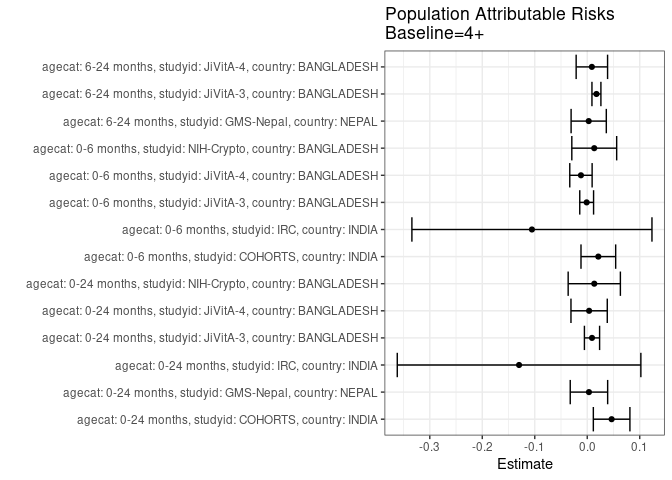 Population Attributable Risks
Baseline=4+
agecat: 6-24 months, studyid: JiVitA-4, country: BANGLADESH
agecat: 6-24 months, studyid: JiVitA-3, country: BANGLADESH
agecat: 6-24 months, studyid: GMS-Nepal, country: NEPAL
agecat: 0-6 months, studyid: NIH-Crypto, country: BANGLADESH
agecat: 0-6 months, studyid: JiVitA-4, country: BANGLADESH
agecat: 0-6 months, studyid: JiVitA-3, country: BANGLADESH
agecat: 0-6 months, studyid: IRC, country: INDIA
agecat: 0-6 months, studyid: COHORTS, country: INDIA
agecat: 0-24 months, studyid: NIH-Crypto, country: BANGLADESH
agecat: 0-24 months, studyid: JiVitA-4, country: BANGLADESH
agecat: 0-24 months, studyid: JiVitA-3, country: BANGLADESH
agecat: 0-24 months, studyid: IRC, country: INDIA
agecat: 0-24 months, studyid: GMS-Nepal, country: NEPAL
agecat: 0-24 months, studyid: COHORTS, country: INDIA
-0.3 -0.2 -0.1 0.0 0.1
Estimate